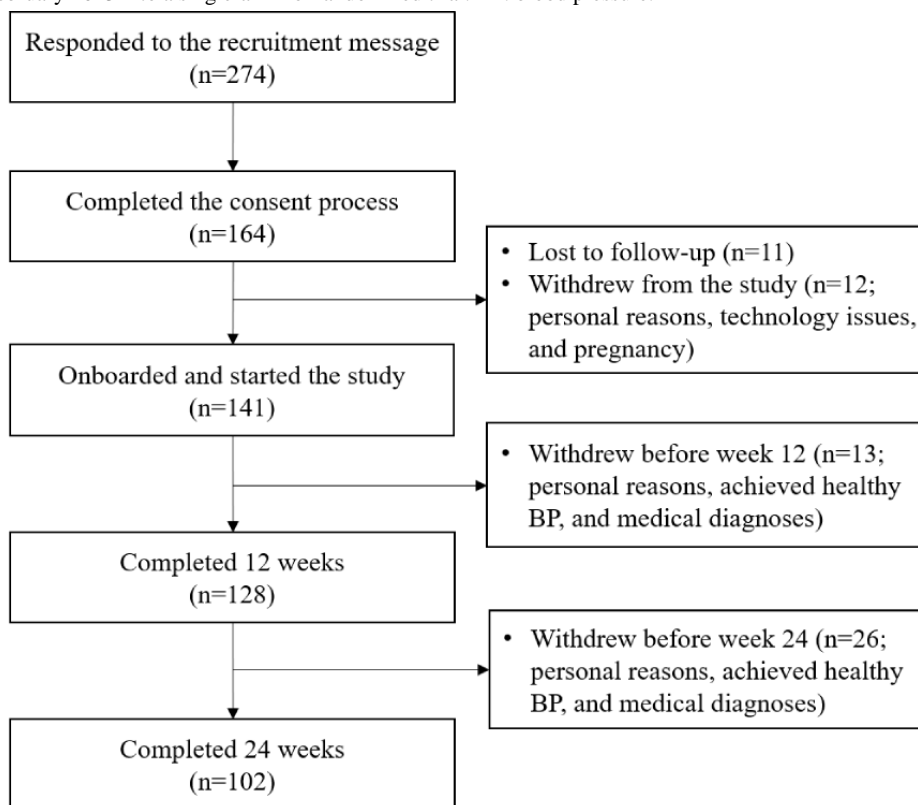 Responded to the recruitment message
(n=274)
Completed the consent process
(n=164)
• Lost to follow-up (n=11)
• Withdrew from the study (n=12;
personal reasons, technology issues,
and pregnancy)
Onboarded and started the study
(n=141)
• Withdrew before week 12 (n=13;
personal reasons, achieved healthy
BP, and medical diagnoses)
Completed 12 weeks
(n=128)
• Withdrew before week 24 (n=26;
personal reasons, achieved healthy
BP, and medical diagnoses)
Completed 24 weeks
(n=102)